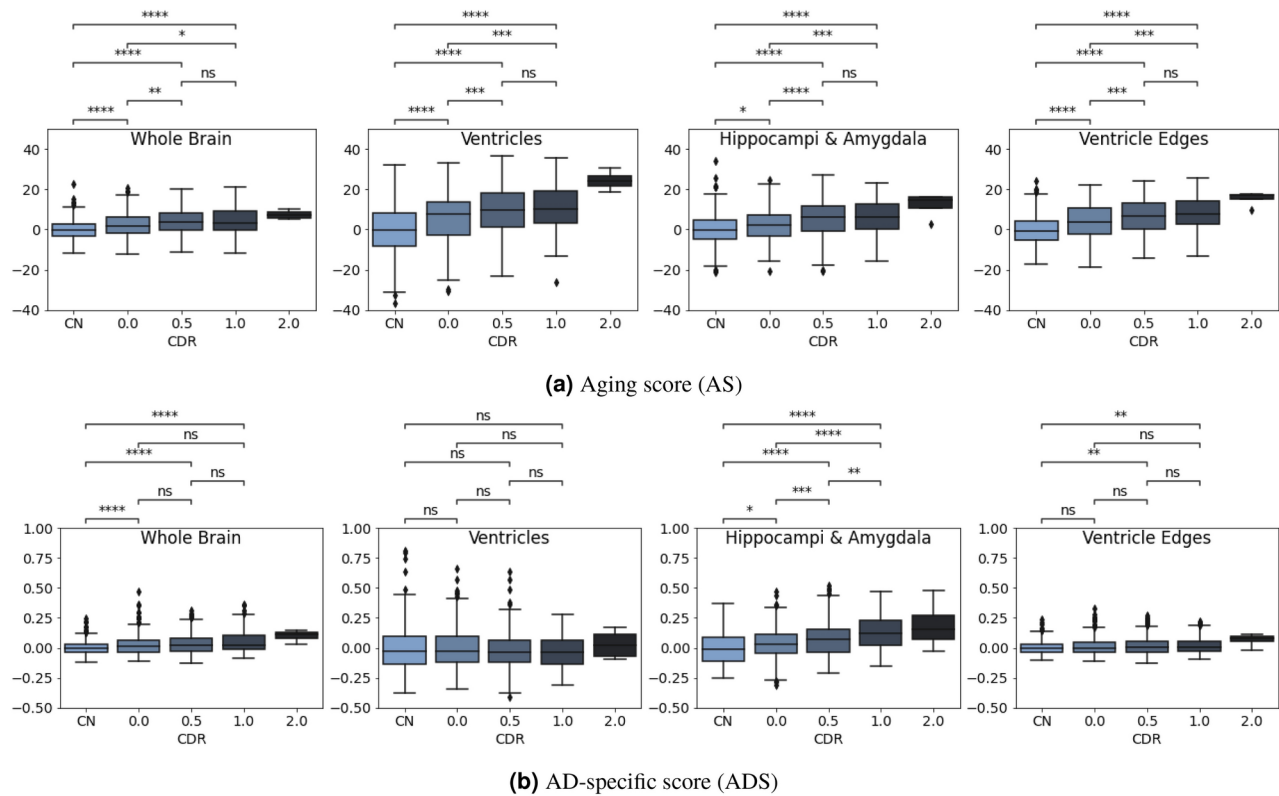 **** **** **** ****
* *** *** ***
**** **** **** ****
ns ns ns ns
** *** **** ***
**** **** * ****
Whole Brain Ventricles Hippocampi & Amygdala Ventricle Edges
40 40 40 40
20 20 20 20
0 0 0 0
−20 −20 −20 −20
−40 −40 −40 −40
CN 0.0 0.5 1.0 2.0 CN 0.0 0.5 1.0 2.0 CN 0.0 0.5 1.0 2.0 CN 0.0 0.5 1.0 2.0
CDR CDR CDR CDR
(a) Aging score (AS)
**** ns **** **
ns ns **** ns
**** ns **** **
ns ns ** ns
ns ns *** ns
**** ns * ns
1.00 1.00 1.00 1.00
Whole Brain Ventricles Hippocampi & Amygdala Ventricle Edges
0.75 0.75 0.75 0.75
0.50 0.50 0.50 0.50
0.25 0.25 0.25 0.25
0.00 0.00 0.00 0.00
−0.25 −0.25 −0.25 −0.25
−0.50 −0.50 −0.50 −0.50
CN 0.0 0.5 1.0 2.0 CN 0.0 0.5 1.0 2.0 CN 0.0 0.5 1.0 2.0 CN 0.0 0.5 1.0 2.0
CDR CDR CDR CDR
(b) AD-specific score (ADS)